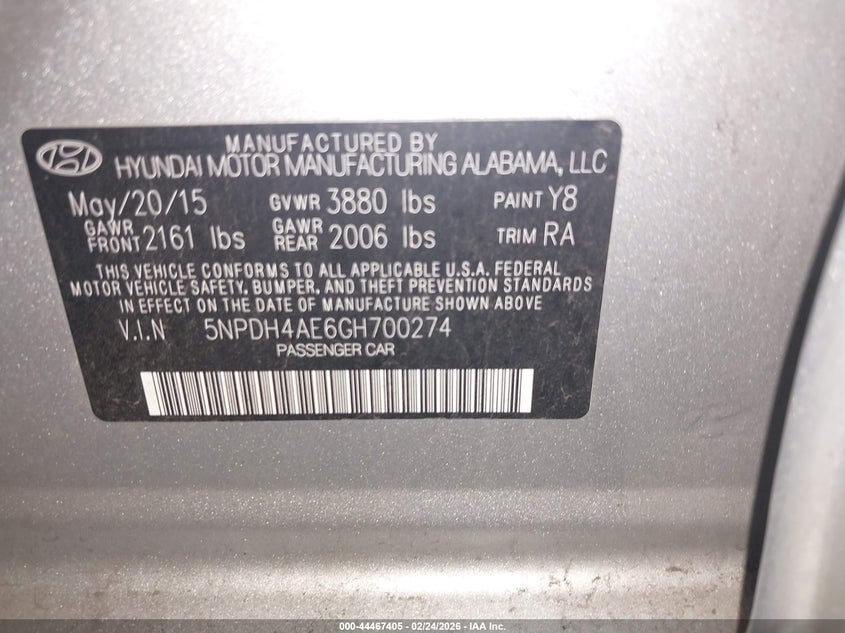 MANUFACTURED BY
HYUNDAI MOTOR MANUFACTURING ALABAMA, LLC
May/20/15 GVWR 3880 lbs PAINT Y8
GAWR FRONT 2161 lbs GAWR REAR 2006 lbs TRIM RA
THIS VEHICLE CONFORMS TO ALL APPLICABLE U.S.A. FEDERAL
MOTOR VEHICLE SAFETY, BUMPER, AND THEFT PREVENTION STANDARDS
IN EFFECT ON THE DATE OF MANUFACTURE SHOWN ABOVE
V.I.N 5NPDH4AE6GH700274
PASSENGER CAR
000-44467405 - 02/24/2026 - IAA Inc.